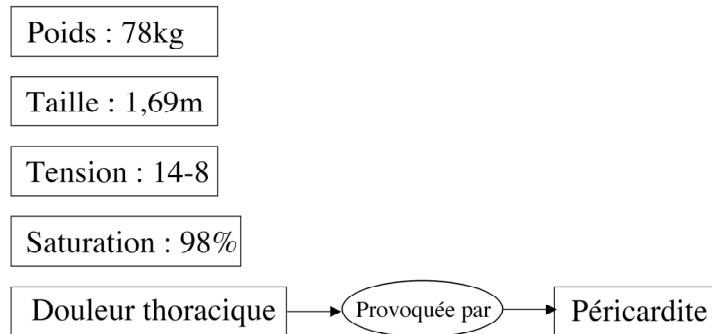 Poids : 78kg
Taille : 1,69m
Tension : 14-8
Saturation : 98%
Douleur thoracique
Provoquée par
Péricardite